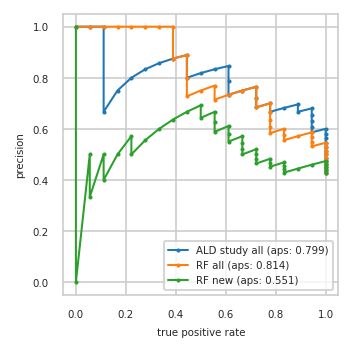 1.0
0.8
0.6
0.4
0.2
0.0
precision
0.0 0.2 0.4 0.6 0.8 1.0
true positive rate
ALD study all (aps: 0.799)
RF all (aps: 0.814)
RF new (aps: 0.551)